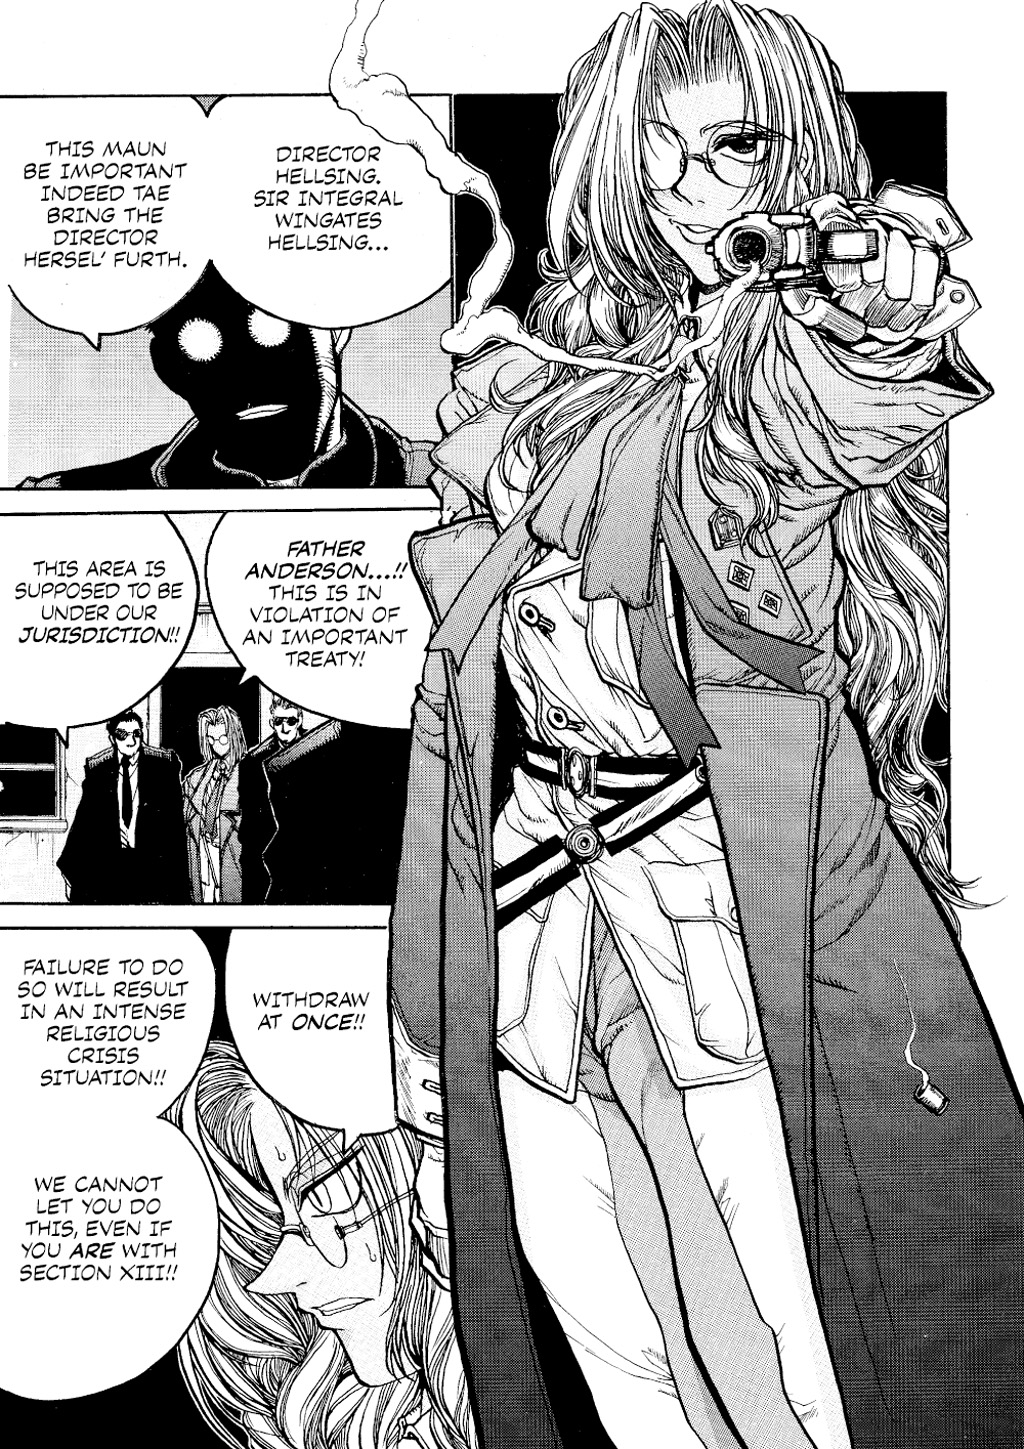 DIRECTOR
HELLSING.
SIR INTEGRAL
WINGATES
HELLSING...
THIS MAUN
BE IMPORTANT
INDEED TAE
BRING THE
DIRECTOR
HERSEL' FURTH.
FATHER
ANDERSON....!!
THIS IS IN
VIOLATION OF
AN IMPORTANT
TREATY!
THIS AREA IS
SUPPOSED TO BE
UNDER OUR
JURISDICTION!!
WITHDRAW
AT ONCE!!
FAILURE TO DO
SO WILL RESULT
IN AN INTENSE
RELIGIOUS
CRISIS
SITUATION!!
WE CANNOT
LET YOU DO
THIS, EVEN IF
YOU ARE WITH
SECTION XIII!!